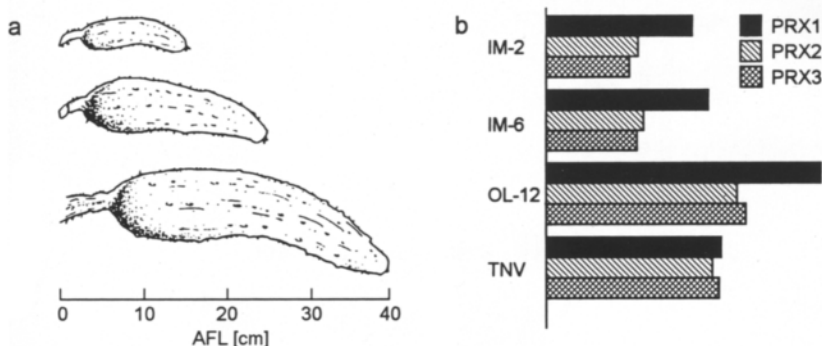 a
0 10 20 30 40
AFL [cm]
b
PRX1
PRX2
PRX3
IM-2
IM-6
OL-12
TNV